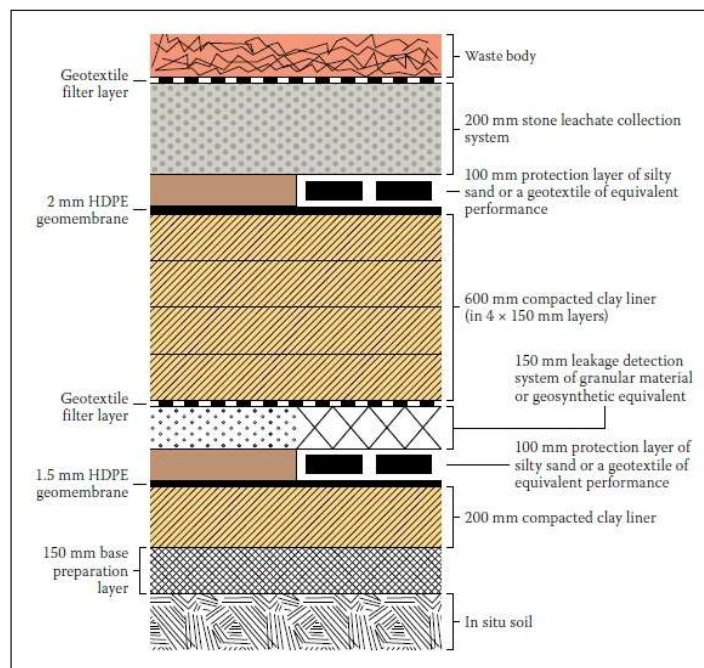 Waste body
Geotextile
filter layer
200 mm stone leachate collection
system
100 mm protection layer of silty
sand or a geotextile of equivalent
performance
2 mm HDPE
geomembrane
600 mm compacted clay liner
(in 4 × 150 mm layers)
150 mm leakage detection
system of granular material
or geosynthetic equivalent
Geotextile
filter layer
100 mm protection layer of
silty sand or a geotextile of
equivalent performance
1.5 mm HDPE
geomembrane
200 mm compacted clay liner
150 mm base
preparation
layer
In situ soil